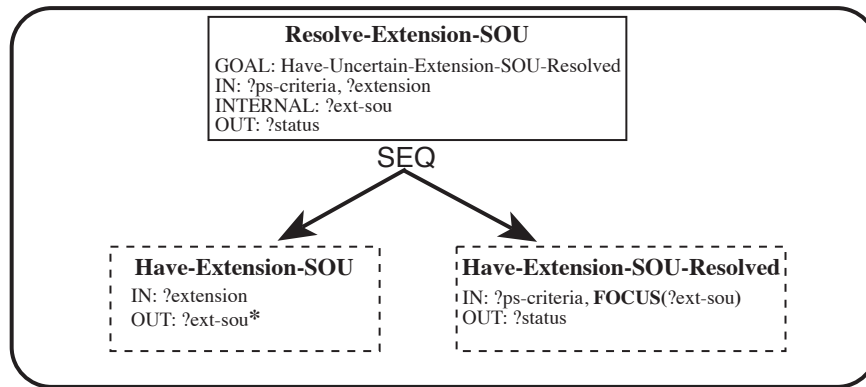 Resolve-Extension-SOU
GOAL: Have-Uncertain-Extension-SOU-Resolved
IN: ?ps-criteria, ?extension
INTERNAL: ?ext-sou
OUT: ?status
SEQ
Have-Extension-SOU
IN: ?extension
OUT: ?ext-sou*
Have-Extension-SOU-Resolved
IN: ?ps-criteria, FOCUS(?ext-sou)
OUT: ?status